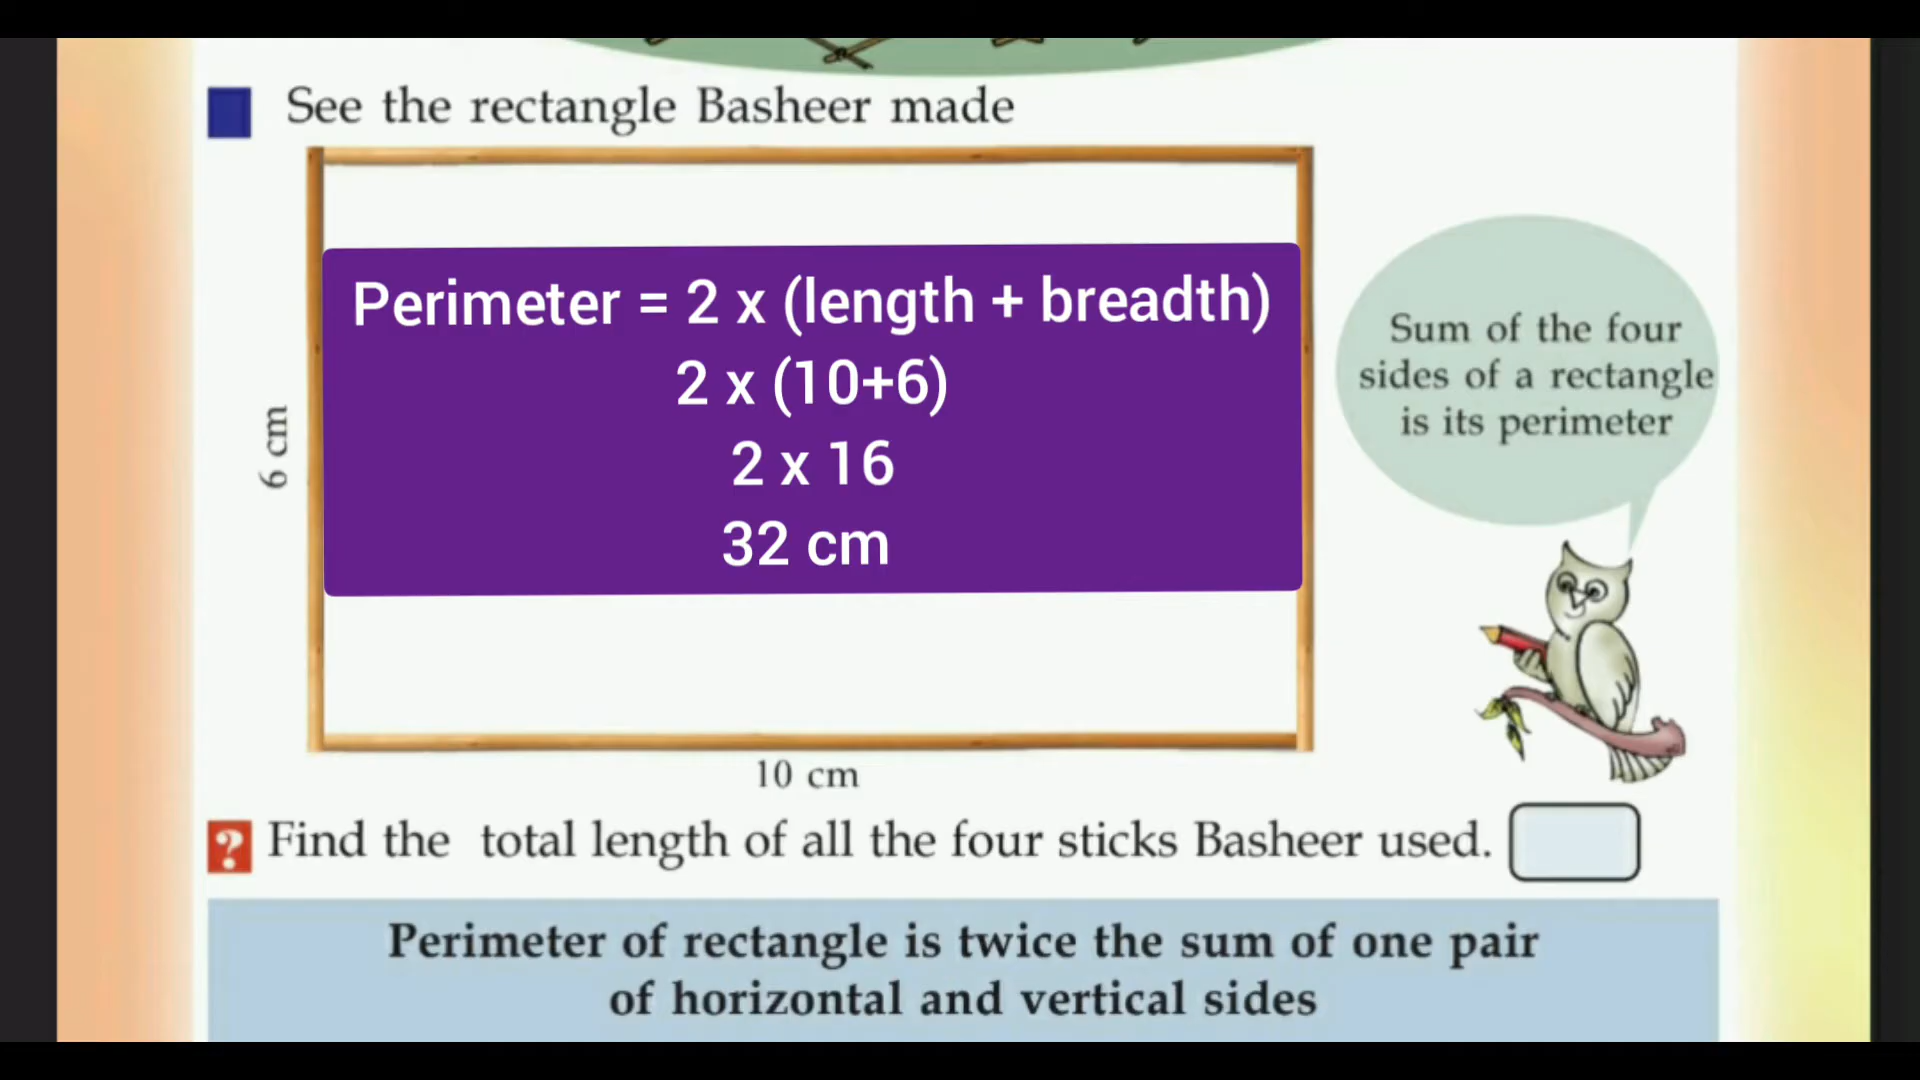 See the rectangle Basheer made
Perimeter = 2 x (length + breadth)
2 x (10+6)
2 x 16
32 cm
6 cm
10 cm
Sum of the four
sides of a rectangle
is its perimeter
? Find the total length of all the four sticks Basheer used.
Perimeter of rectangle is twice the sum of one pair
of horizontal and vertical sides